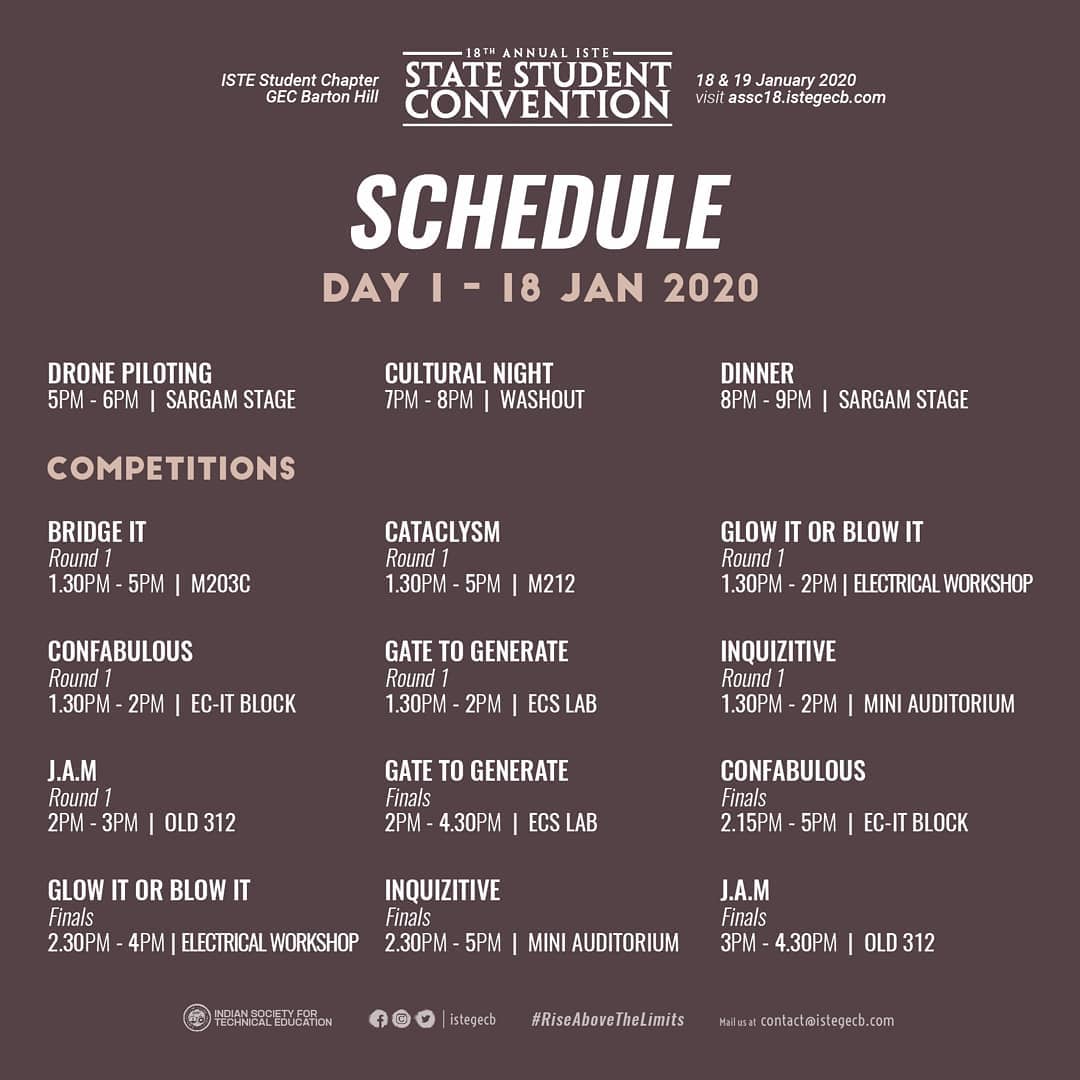 ISTE Student Chapter
GEC Barton Hill
18TH ANNUAL ISTE
STATE STUDENT
CONVENTION
18 & 19 January 2020
visit assc18.istegecb.com
SCHEDULE
DAY 1 - 18 JAN 2020
DRONE PILOTING
5PM - 6PM | SARGAM STAGE
CULTURAL NIGHT
7PM - 8PM | WASHOUT
DINNER
8PM - 9PM | SARGAM STAGE
COMPETITIONS
BRIDGE IT
Round 1
1.30PM - 5PM | M203C
CATACLYSM
Round 1
1.30PM - 5PM | M212
GLOW IT OR BLOW IT
Round 1
1.30PM - 2PM | ELECTRICAL WORKSHOP
CONFABULOUS
Round 1
1.30PM - 2PM | EC-IT BLOCK
GATE TO GENERATE
Round 1
1.30PM - 2PM | ECS LAB
INQUIZITIVE
Round 1
1.30PM - 2PM | MINI AUDITORIUM
J.A.M
Round 1
2PM - 3PM | OLD 312
GATE TO GENERATE
Finals
2PM - 4.30PM | ECS LAB
CONFABULOUS
Finals
2.15PM - 5PM | EC-IT BLOCK
GLOW IT OR BLOW IT
Finals
2.30PM - 4PM | ELECTRICAL WORKSHOP
INQUIZITIVE
Finals
2.30PM - 5PM | MINI AUDITORIUM
J.A.M
Finals
3PM - 4.30PM | OLD 312
INDIAN SOCIETY FOR
TECHNICAL EDUCATION
| istegecb
#RiseAboveTheLimits
Mail us at contact@istegecb.com